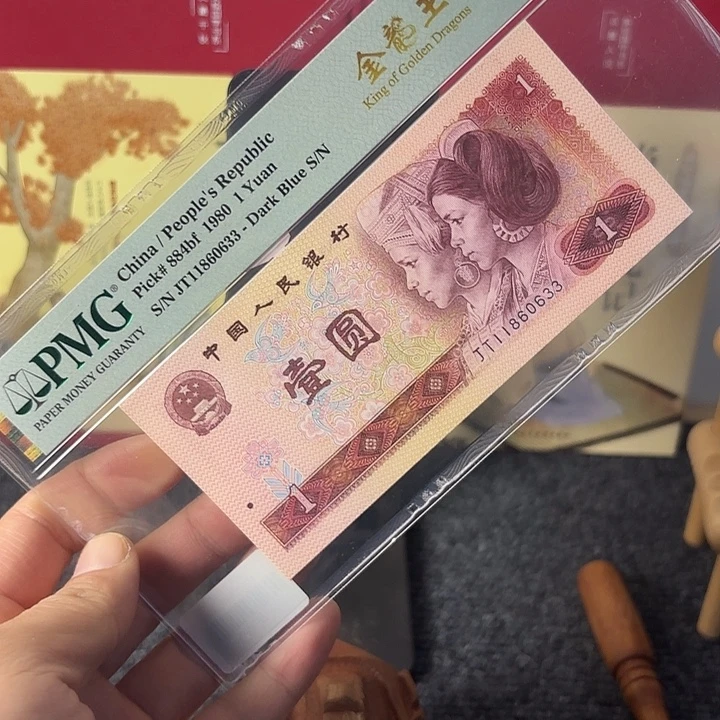 金龍王
King of Golden Dragons
China / People's Republic
Pick# 884bf 1980 1 Yuan
S/N JT11860633 - Dark Blue S/N
PMG®
PAPER MONEY GUARANTY
中国人民银行
壹圆
1
1
1
JT11860633